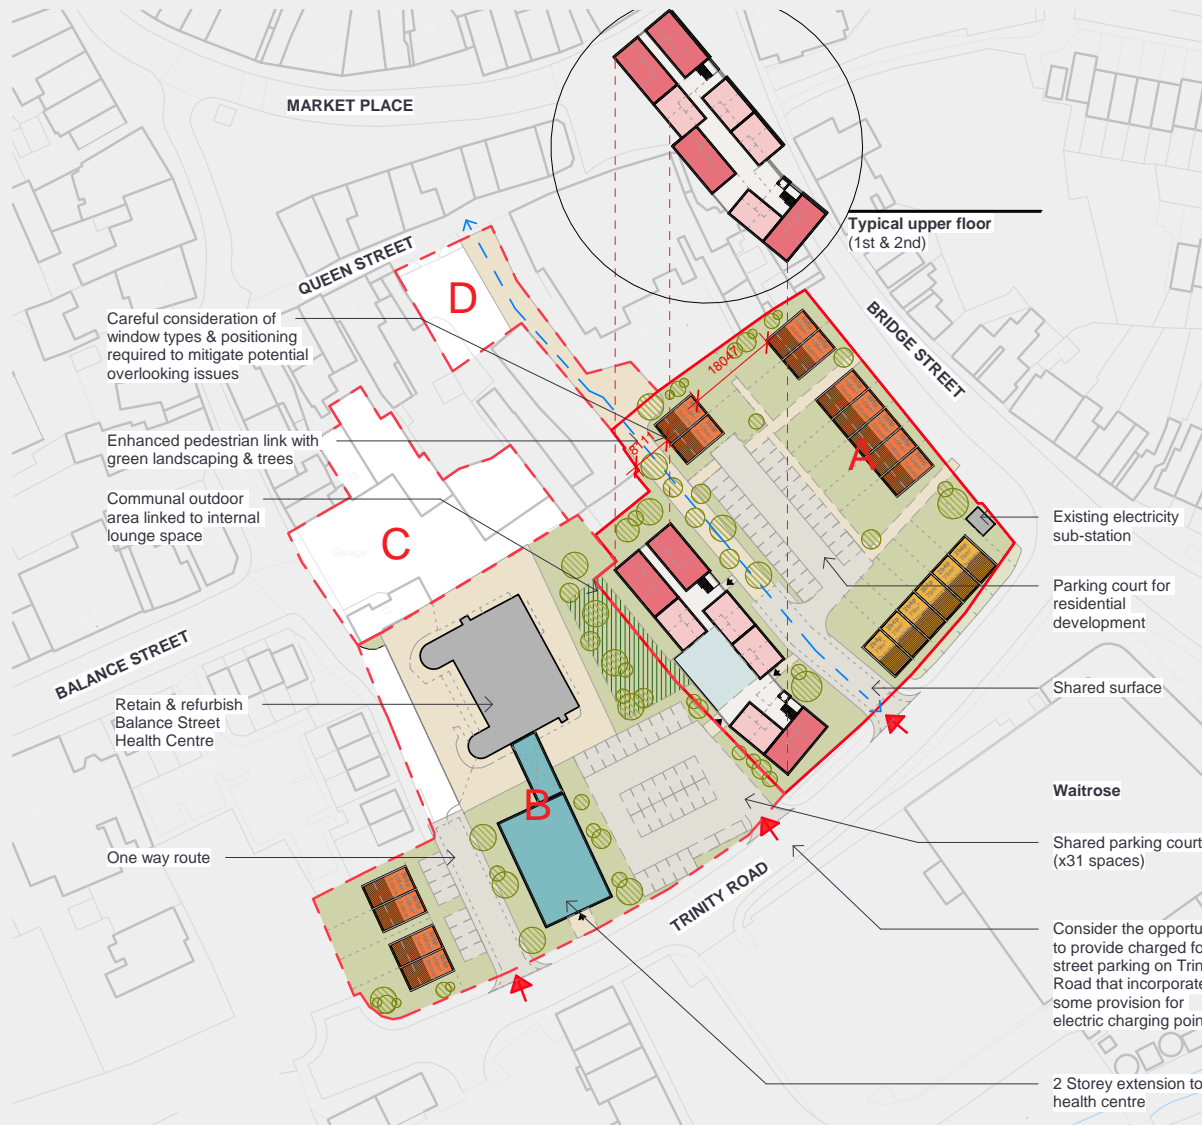 MARKET PLACE
Typical upper floor
(1st & 2nd)
QUEEN STREET
BRIDGE STREET
D
Careful consideration of
window types & positioning
required to mitigate potential
overlooking issues
18047
8111
A
Enhanced pedestrian link with
green landscaping & trees
Communal outdoor
area linked to internal
lounge space
C
Garage
Existing electricity
sub-station
Parking court for
residential
development
BALANCE STREET
Retain & refurbish
Balance Street
Health Centre
Shared surface
B
Waitrose
Shared parking court
(x31 spaces)
One way route
TRINITY ROAD
Consider the opportu
to provide charged fo
street parking on Trin
Road that incorporate
some provision for
electric charging poin
2 Storey extension to
health centre